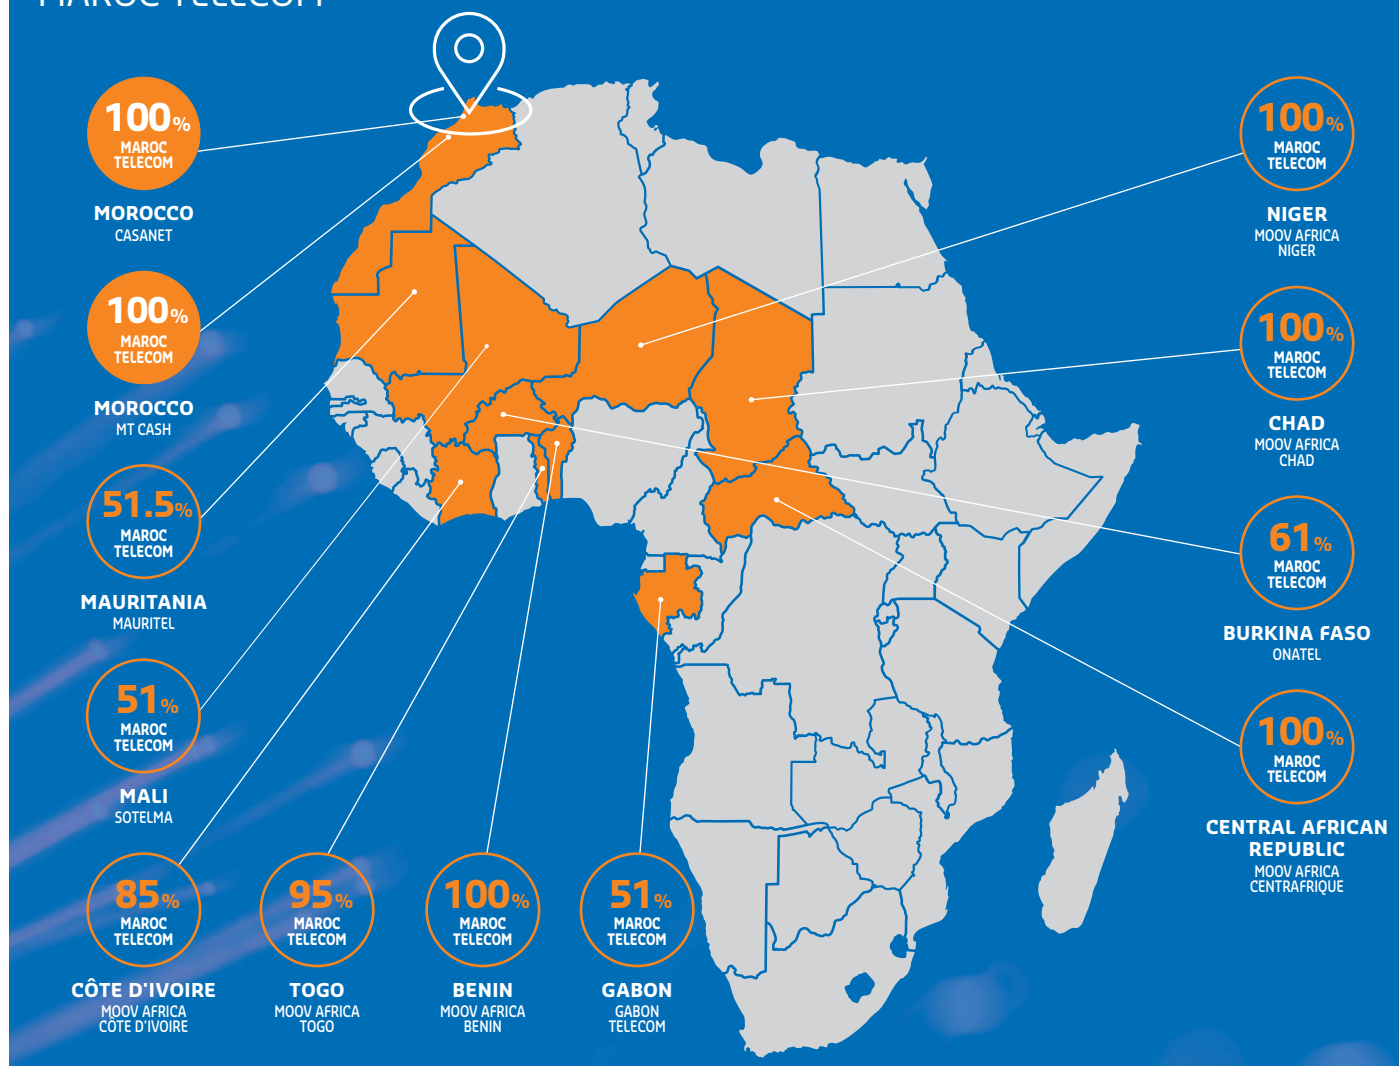 MAROC TELECOM
100%
MAROC
TELECOM
MOROCCO
CASANET
100%
MAROC
TELECOM
MOROCCO
MT CASH
51.5%
MAROC
TELECOM
MAURITANIA
MAURITEL
51%
MAROC
TELECOM
MALI
SOTELMA
85%
MAROC
TELECOM
CÔTE D'IVOIRE
MOOV AFRICA
CÔTE D'IVOIRE
95%
MAROC
TELECOM
TOGO
MOOV AFRICA
TOGO
100%
MAROC
TELECOM
BENIN
MOOV AFRICA
BENIN
51%
MAROC
TELECOM
GABON
GABON
TELECOM
100%
MAROC
TELECOM
NIGER
MOOV AFRICA
NIGER
100%
MAROC
TELECOM
CHAD
MOOV AFRICA
CHAD
61%
MAROC
TELECOM
BURKINA FASO
ONATEL
100%
MAROC
TELECOM
CENTRAL AFRICAN
REPUBLIC
MOOV AFRICA
CENTRAFRIQUE